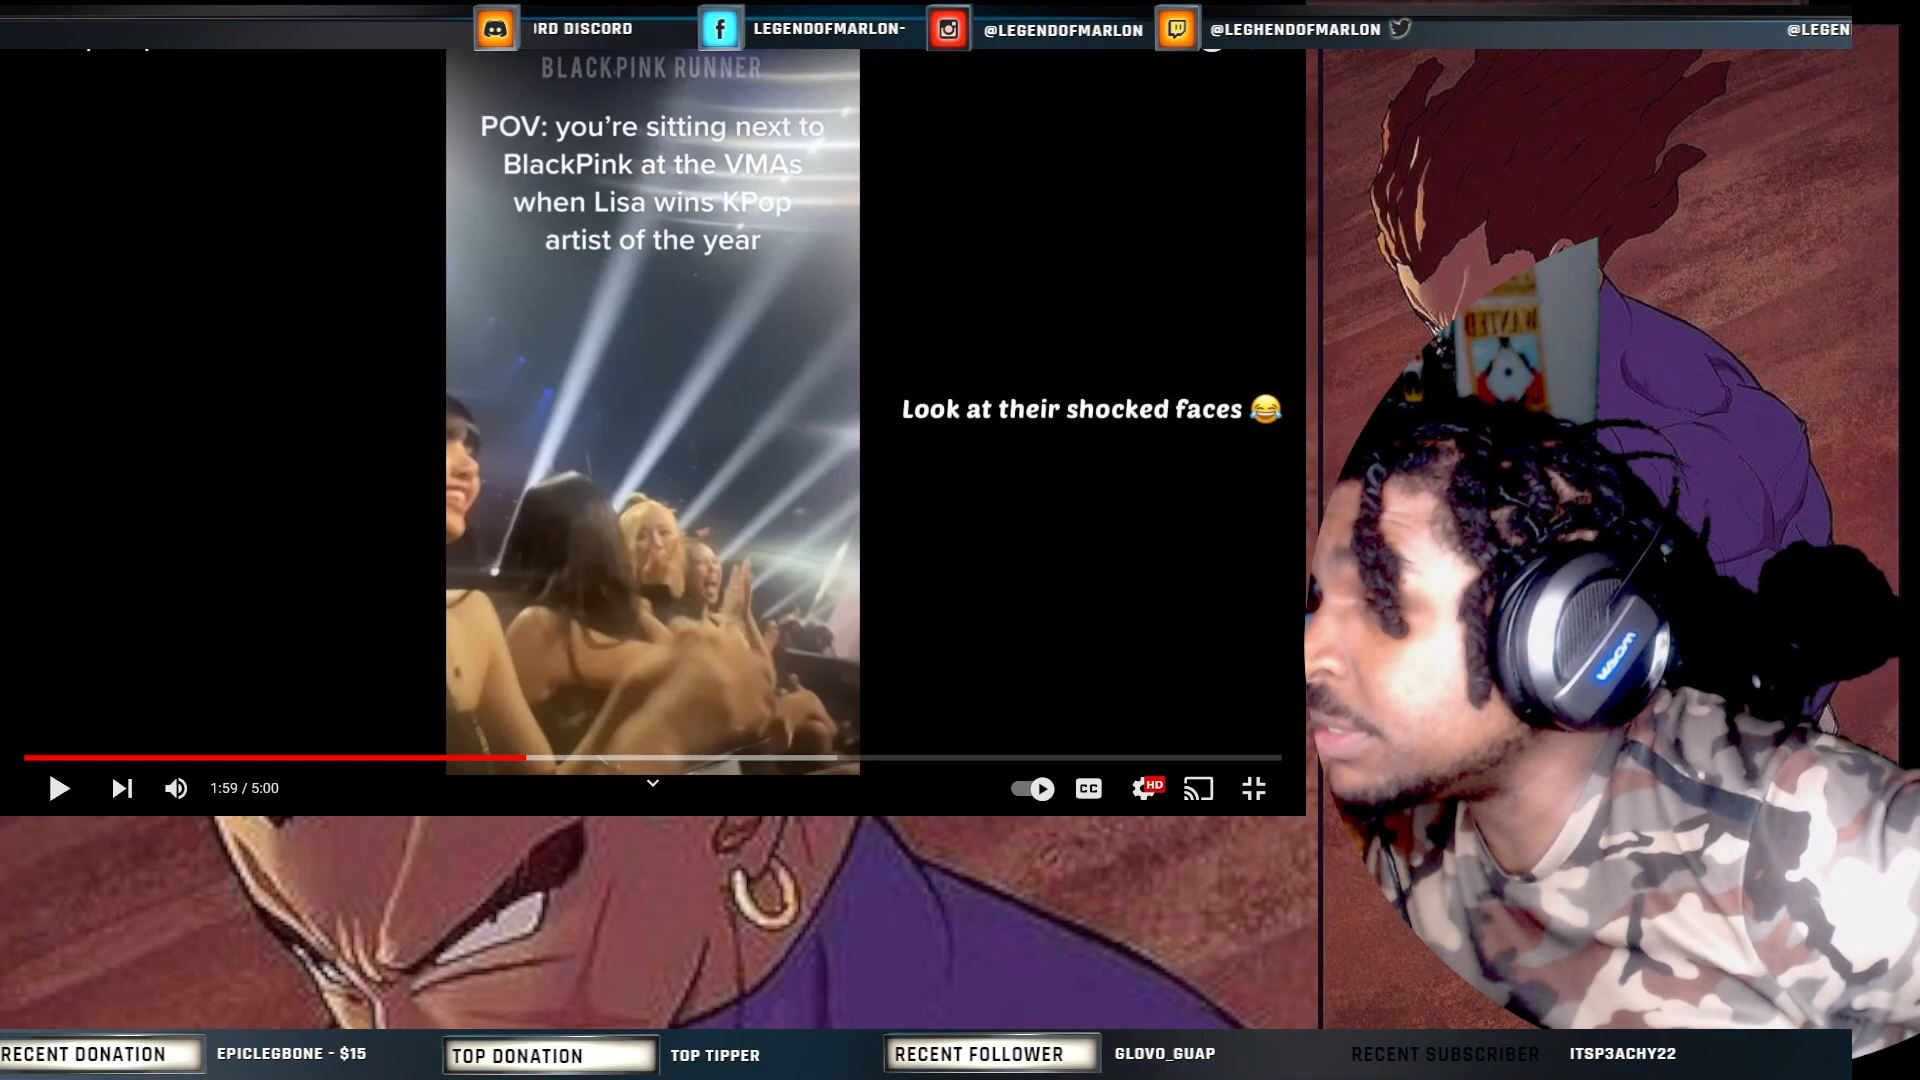 IRD DISCORD
LEGENDOFMARLON-
@LEGENDOFMARLON
@LEGHENDOFMARLON
@LEGEN
BLACKPINK RUNNER
POV: you're sitting next to
BlackPink at the VMAs
when Lisa wins KPop
artist of the year
WANTED
Look at their shocked faces 😂
1:59 / 5:00
CC
HD
RECENT DONATION
EPICLEGBONE - $15
TOP DONATION
TOP TIPPER
RECENT FOLLOWER
GLOVO_GUAP
RECENT SUBSCRIBER
ITSP3ACHY22